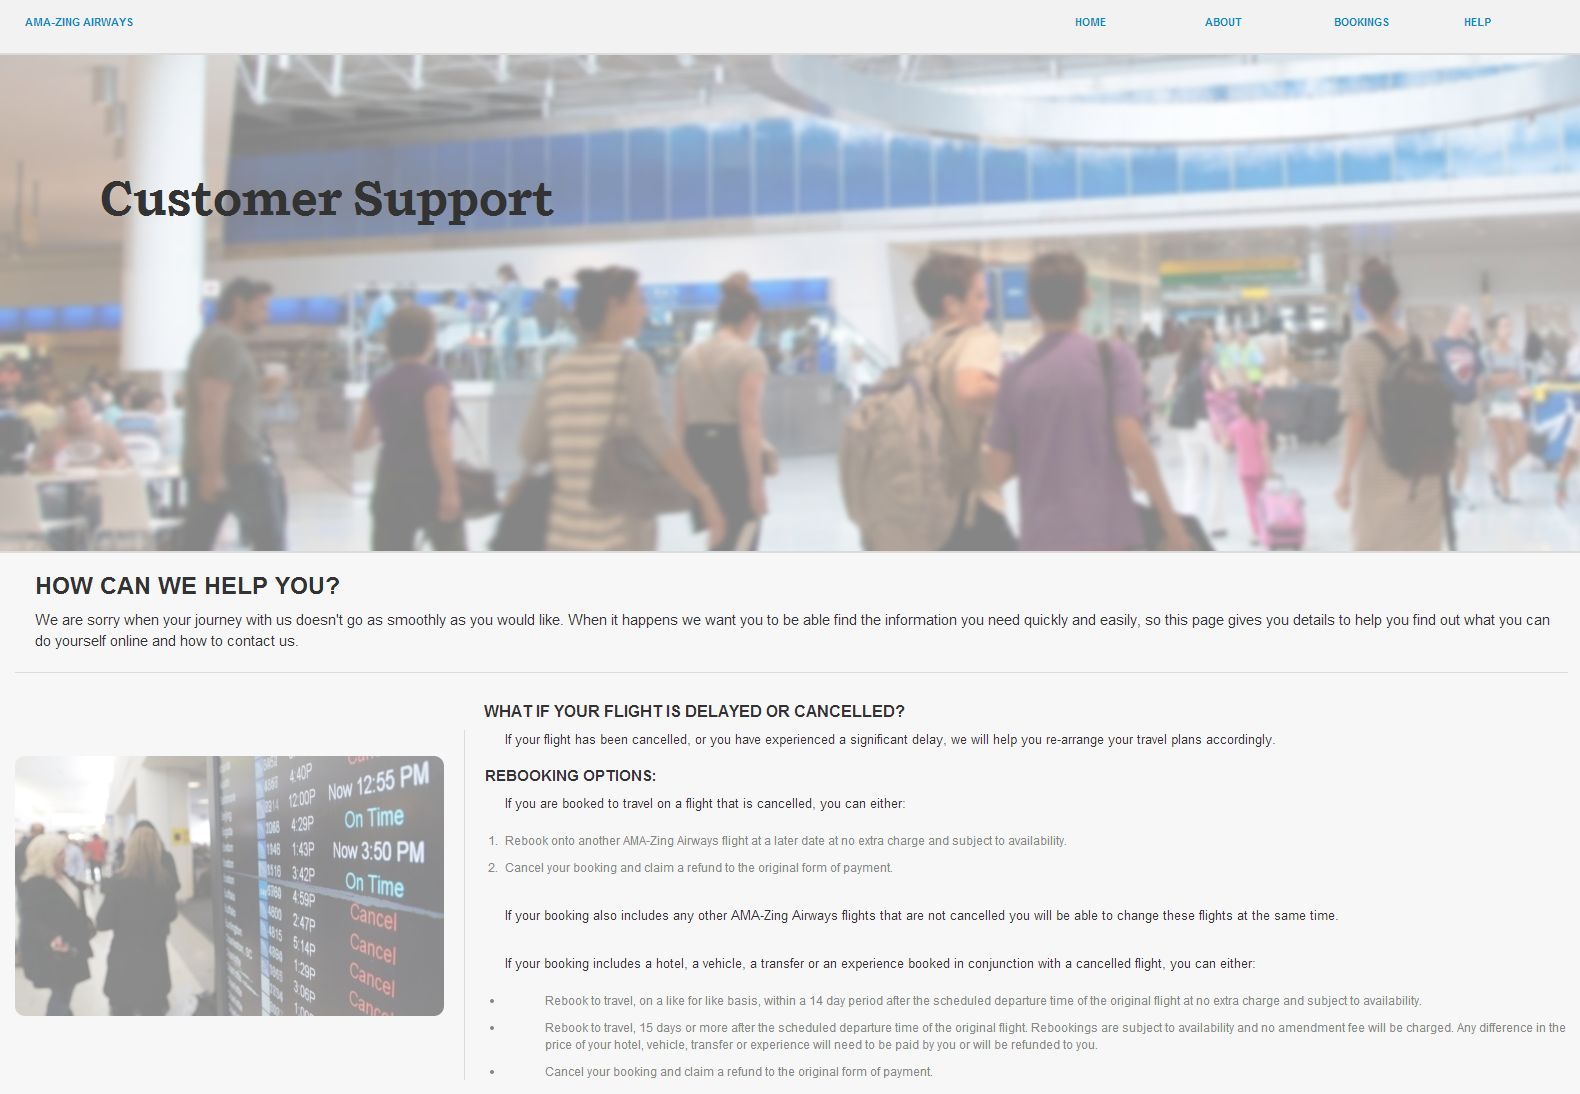 AMA-ZING AIRWAYS HOME ABOUT BOOKINGS HELP
Customer Support
HOW CAN WE HELP YOU?
We are sorry when your journey with us doesn't go as smoothly as you would like. When it happens we want you to be able find the information you need quickly and easily, so this page gives you details to help you find out what you can
do yourself online and how to contact us.
WHAT IF YOUR FLIGHT IS DELAYED OR CANCELLED?
If your flight has been cancelled, or you have experienced a significant delay, we will help you re-arrange your travel plans accordingly.
REBOOKING OPTIONS:
If you are booked to travel on a flight that is cancelled, you can either:
1. Rebook onto another AMA-Zing Airways flight at a later date at no extra charge and subject to availability.
2. Cancel your booking and claim a refund to the original form of payment.
If your booking also includes any other AMA-Zing Airways flights that are not cancelled you will be able to change these flights at the same time.
If your booking includes a hotel, a vehicle, a transfer or an experience booked in conjunction with a cancelled flight, you can either:
• Rebook to travel, on a like for like basis, within a 14 day period after the scheduled departure time of the original flight at no extra charge and subject to availability.
• Rebook to travel, 15 days or more after the scheduled departure time of the original flight. Rebookings are subject to availability and no amendment fee will be charged. Any difference in the
price of your hotel, vehicle, transfer or experience will need to be paid by you or will be refunded to you.
• Cancel your booking and claim a refund to the original form of payment.
4:40P Now 12:55 PM
12:00P On Time
4:29P Now 3:50 PM
1:43P On Time
3:42P Cancel
4:59P Cancel
2:47P Cancel
5:14P Cancel
1:29P
3:06P